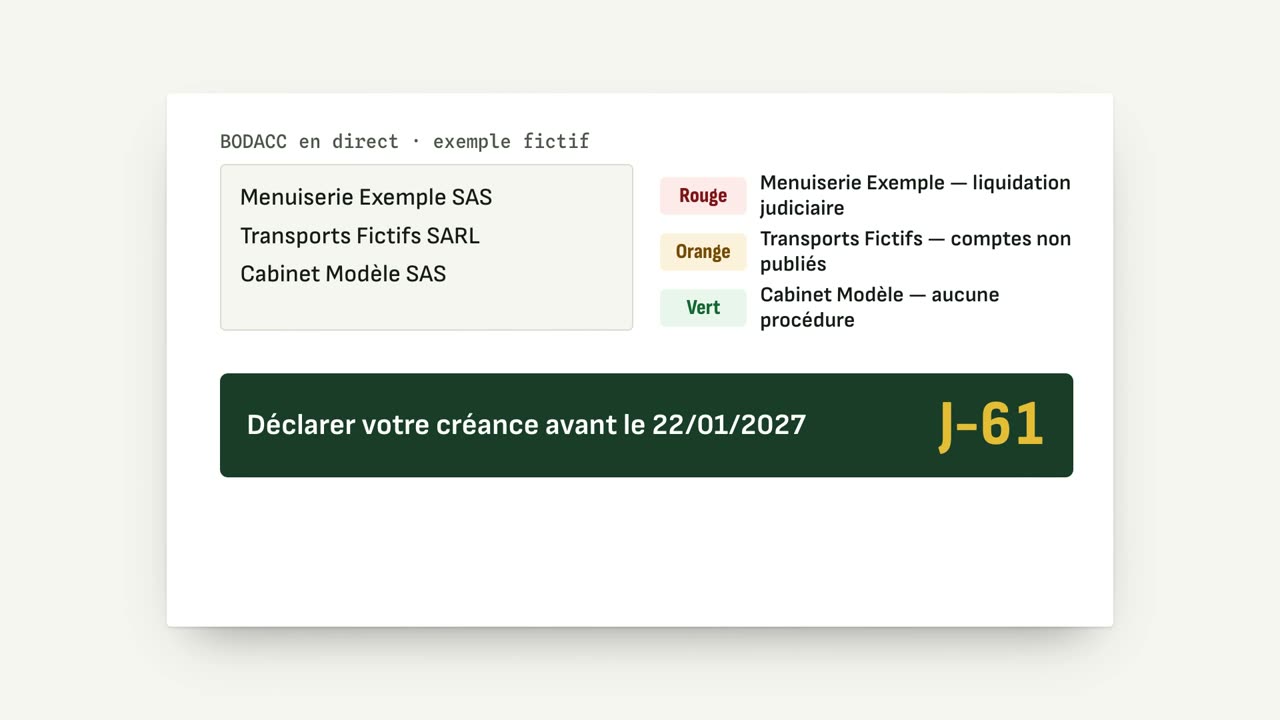 BODACC en direct · exemple fictif
Menuiserie Exemple SAS
Transports Fictifs SARL
Cabinet Modèle SAS
Rouge
Menuiserie Exemple — liquidation
judiciaire
Orange
Transports Fictifs — comptes non
publiés
Vert
Cabinet Modèle — aucune
procédure
Déclarer votre créance avant le 22/01/2027
J-61